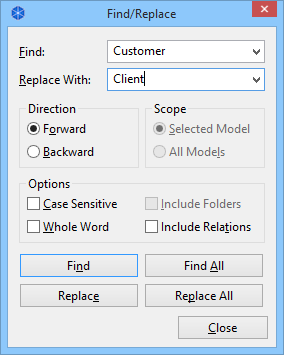 Find/Replace
Find: Customer
Replace With: Client
Direction Scope
Forward Selected Model
Backward All Models
Options
Case Sensitive Include Folders
Whole Word Include Relations
Find Find All
Replace Replace All
Close